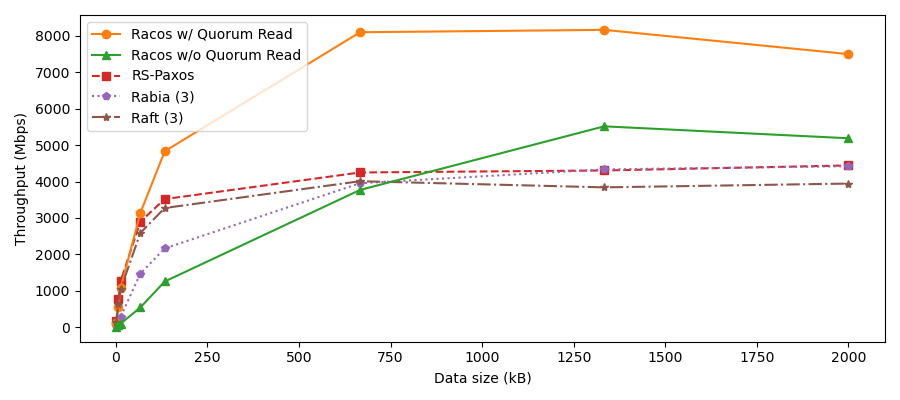 Racos w/ Quorum Read
Racos w/o Quorum Read
RS-Paxos
Rabia (3)
Raft (3)
Throughput (Mbps)
8000
7000
6000
5000
4000
3000
2000
1000
0
0 250 500 750 1000 1250 1500 1750 2000
Data size (kB)